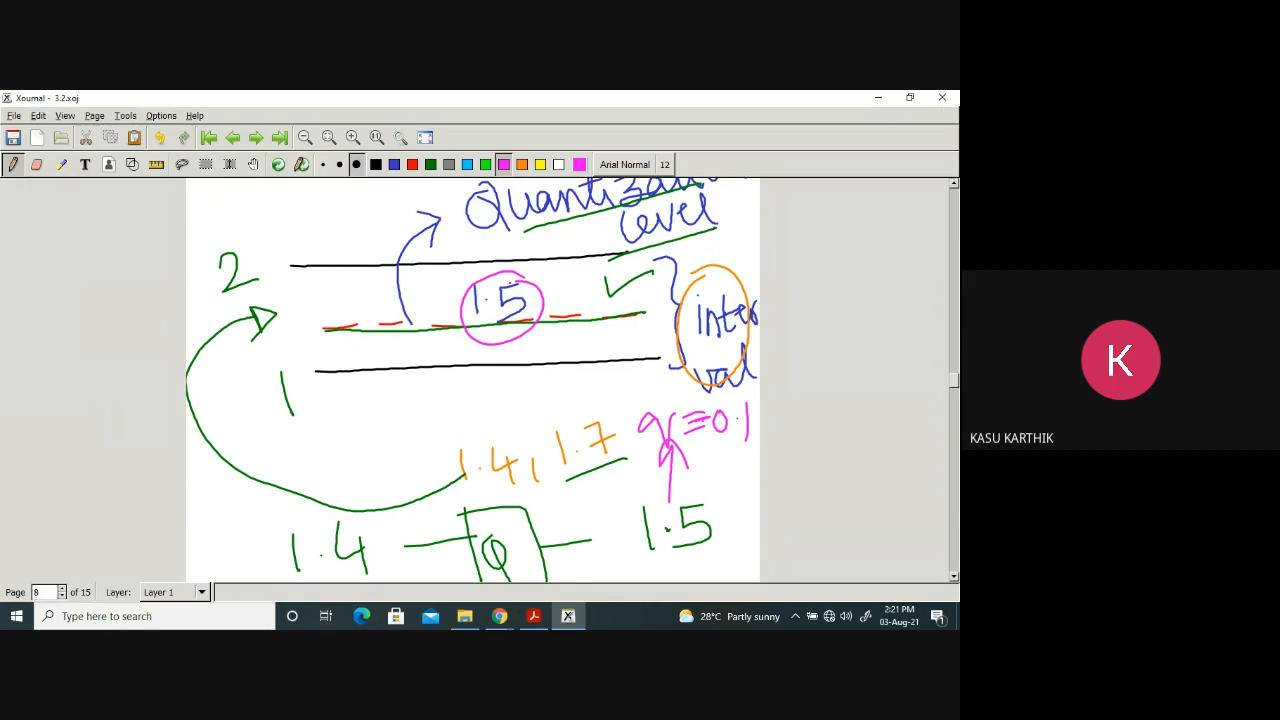 Xournal - 3.2.xoj
File Edit View Page Tools Options Help
Arial Normal 12
level
2
1.5
inter
val
1
qr = 0.1
1.4, 1.7
1.4 Q 1.5
K
KASU KARTHIK
Page 8 of 15 Layer: Layer 1
Type here to search
28°C Partly sunny
2:21 PM
03-Aug-21
1